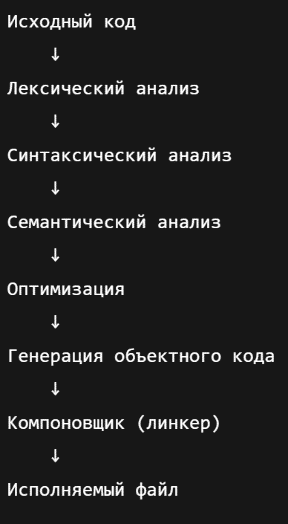 Исходный код
↓
Лексический анализ
↓
Синтаксический анализ
↓
Семантический анализ
↓
Оптимизация
↓
Генерация объектного кода
↓
Компоновщик (линкер)
↓
Исполняемый файл